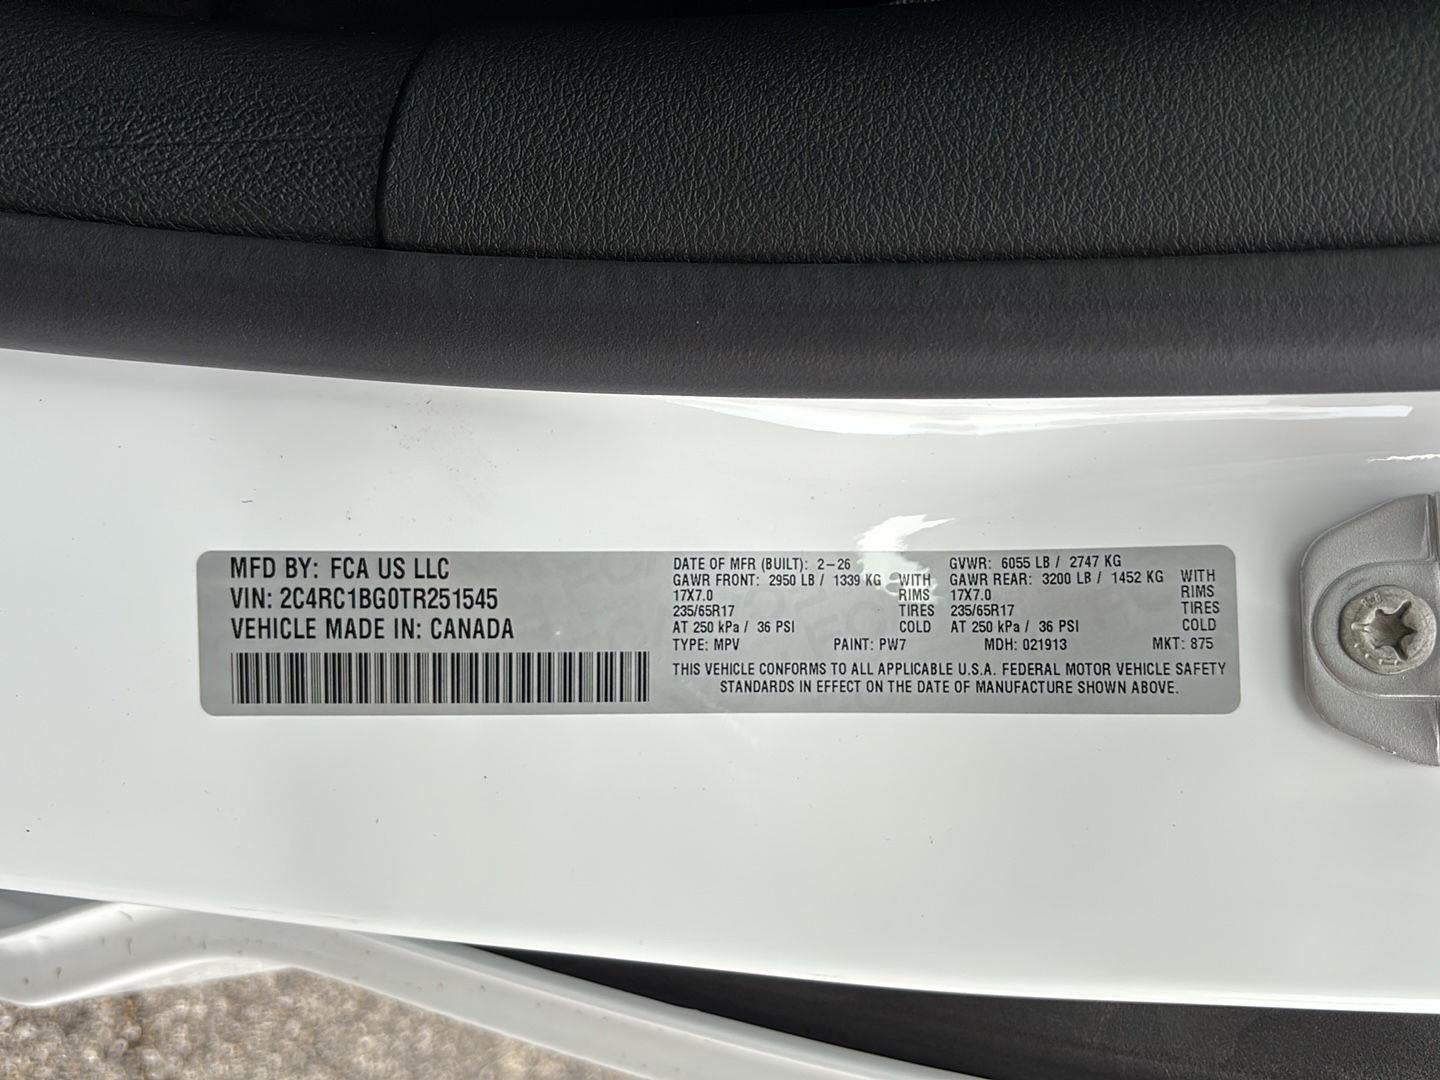 MFD BY: FCA US LLC
VIN: 2C4RC1BG0TR251545
VEHICLE MADE IN: CANADA
DATE OF MFR (BUILT): 2-26
GAWR FRONT: 2950 LB / 1339 KG WITH
17X7.0 RIMS
235/65R17 TIRES
AT 250 kPa / 36 PSI COLD
GVWR: 6055 LB / 2747 KG
GAWR REAR: 3200 LB / 1452 KG WITH
17X7.0 RIMS
235/65R17 TIRES
AT 250 kPa / 36 PSI COLD
TYPE: MPV PAINT: PW7 MDH: 021913 MKT: 875
THIS VEHICLE CONFORMS TO ALL APPLICABLE U.S.A. FEDERAL MOTOR VEHICLE SAFETY
STANDARDS IN EFFECT ON THE DATE OF MANUFACTURE SHOWN ABOVE.